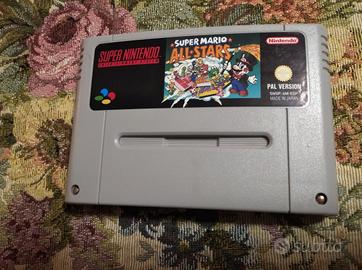 SUPER NINTENDO
ENTERTAINMENT SYSTEM
SUPER MARIO
ALL-STARS
Nintendo
PAL VERSION
MADE IN JAPAN
subito